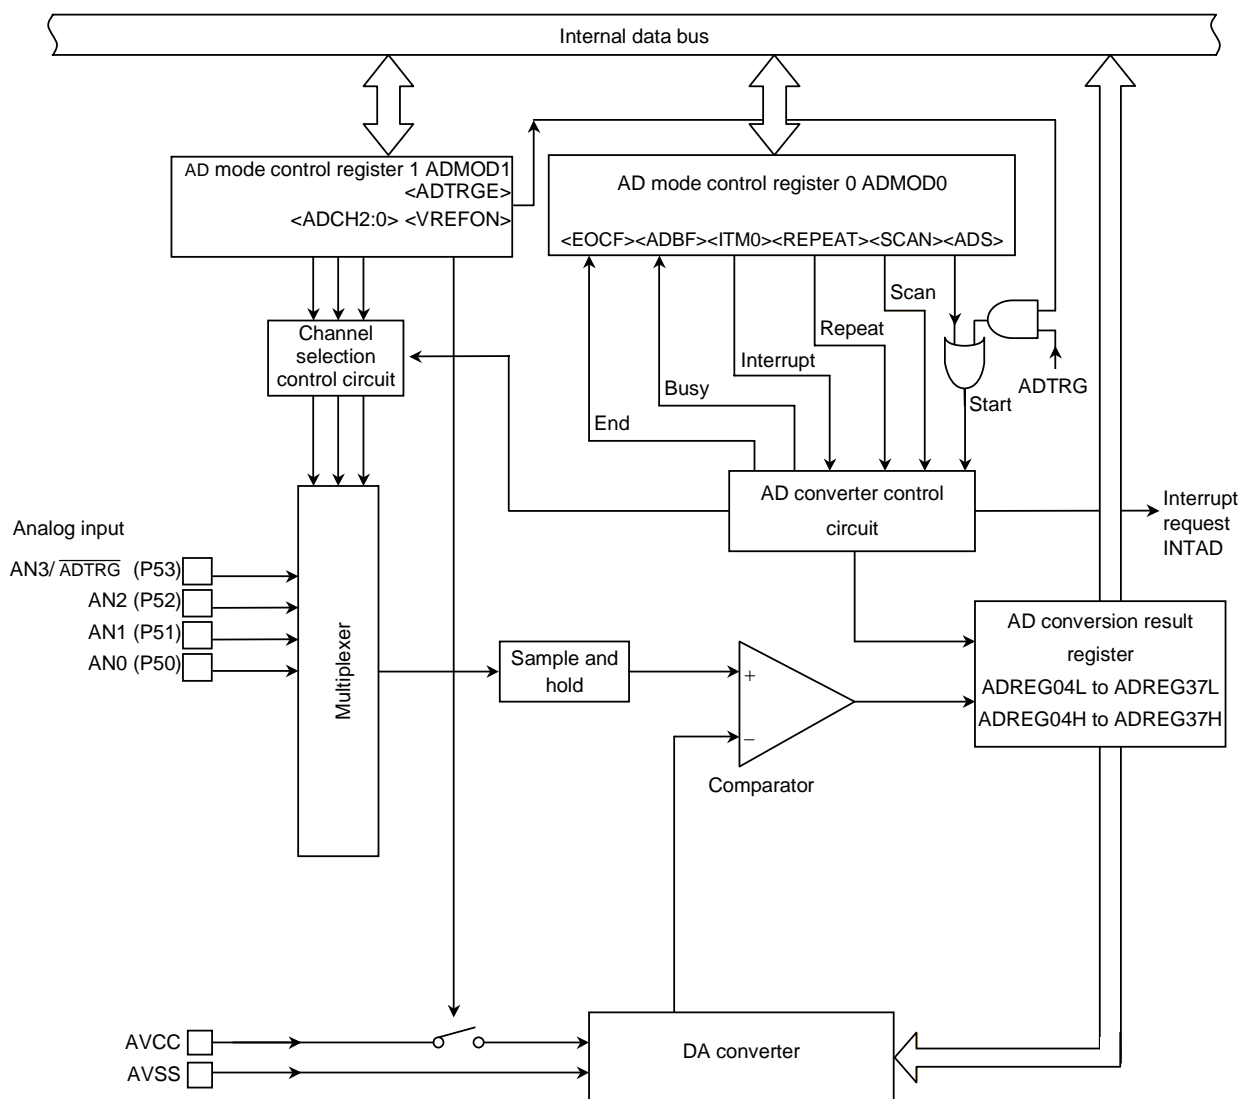 Internal data bus
AD mode control register 1 ADMOD1
<ADTRGE>
<ADCH2:0> <VREFON>
AD mode control register 0 ADMOD0
<EOCF><ADBF><ITM0><REPEAT><SCAN><ADS>
Scan
Repeat
Interrupt
Busy
End
ADTRG
Start
Channel
selection
control circuit
AD converter control
circuit
Interrupt
request
INTAD
Analog input
AN3/ ADTRG (P53)
AN2 (P52)
AN1 (P51)
AN0 (P50)
Multiplexer
Sample and
hold
+
−
Comparator
AD conversion result
register
ADREG04L to ADREG37L
ADREG04H to ADREG37H
AVCC
AVSS
DA converter